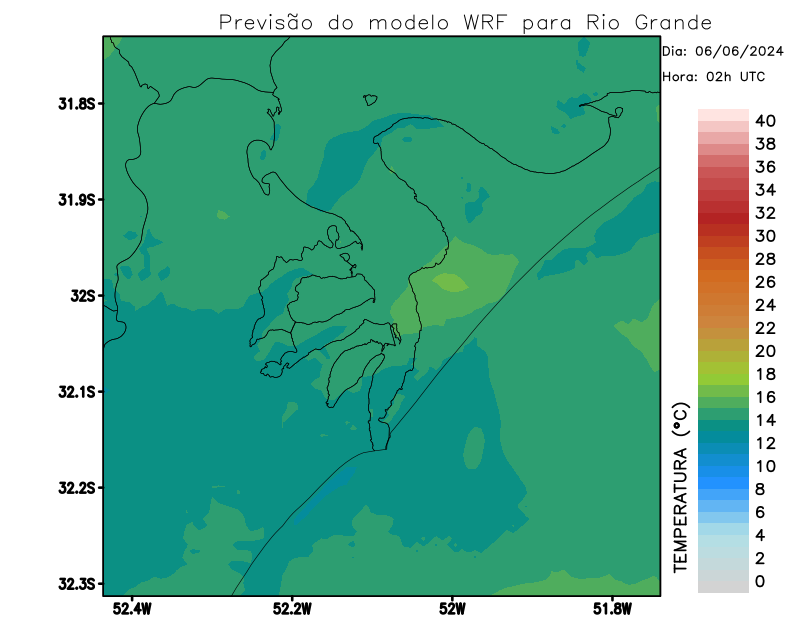 Previsão do modelo WRF para Rio Grande
Dia: 06/06/2024
Hora: 02h UTC
31.8S
31.9S
32S
32.1S
32.2S
32.3S
52.4W
52.2W
52W
51.8W
40
38
36
34
32
30
28
26
24
22
20
18
16
14
12
10
8
6
4
2
0
TEMPERATURA (°C)